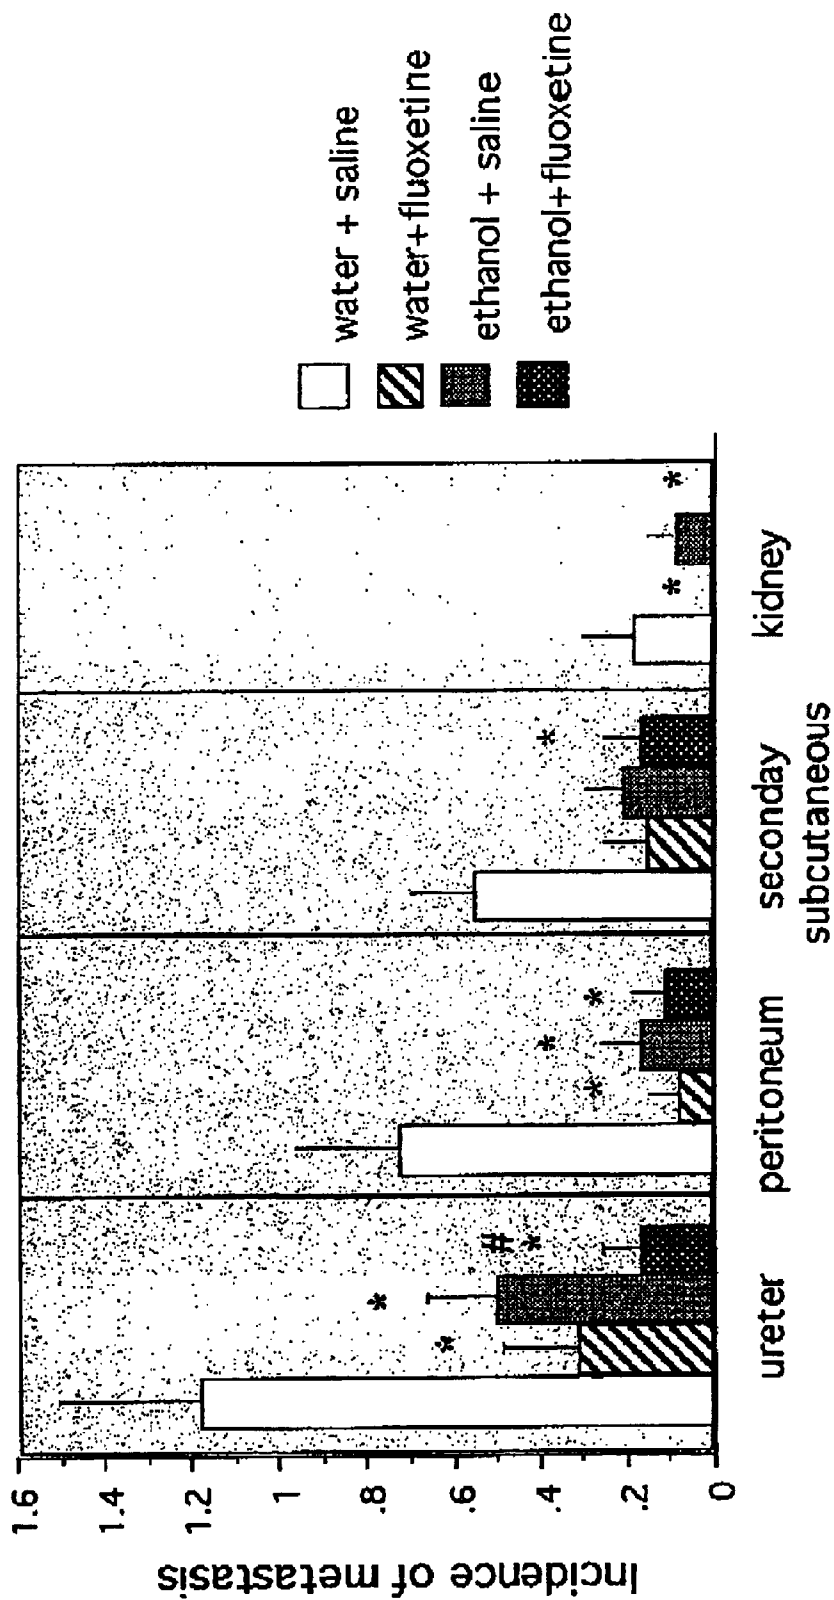 Incidence of metastasis
1.6
1.4
1.2
1
.8
.6
.4
.2
0
*
*
#
*
*
*
*
*
*
*
ureter
peritoneum
seconday
subcutaneous
kidney
water + saline
water+fluoxetine
ethanol + saline
ethanol+fluoxetine